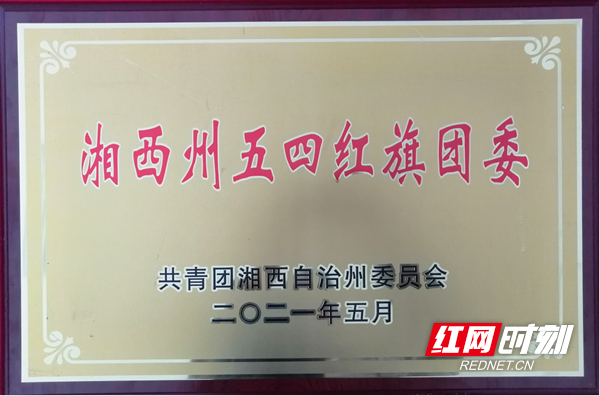 湘西州五四红旗团委
共青团湘西自治州委员会
二〇二一年五月
红网时刻
REDNET.CN